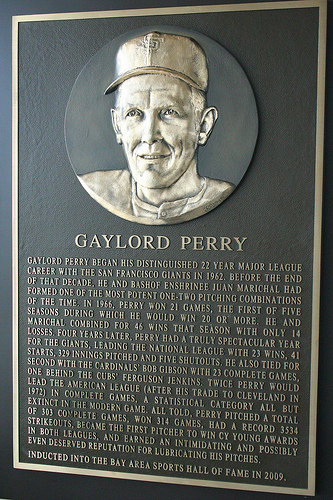 SF
GAYLORD PERRY
GAYLORD PERRY BEGAN HIS DISTINGUISHED 22 YEAR MAJOR LEAGUE
CAREER WITH THE SAN FRANCISCO GIANTS IN 1962. BEFORE THE END
OF THAT DECADE, HE AND BASHOF ENSHRINEE JUAN MARICHAL HAD
FORMED ONE OF THE MOST POTENT ONE-TWO PITCHING COMBINATIONS
OF THE TIME. IN 1966, PERRY WON 21 GAMES, THE FIRST OF FIVE
SEASONS DURING WHICH HE WOULD WIN 20 OR MORE. HE AND
MARICHAL COMBINED FOR 46 WINS THAT SEASON WITH ONLY 14
LOSSES. FOUR YEARS LATER, PERRY HAD A TRULY SPECTACULAR YEAR
FOR THE GIANTS, LEADING THE NATIONAL LEAGUE WITH 23 WINS, 41
STARTS, 329 INNINGS PITCHED AND FIVE SHUTOUTS. HE ALSO TIED FOR
SECOND WITH THE CARDINALS' BOB GIBSON WITH 23 COMPLETE GAMES,
ONE BEHIND THE CUBS' FERGUSON JENKINS. TWICE PERRY WOULD
LEAD THE AMERICAN LEAGUE (AFTER HIS TRADE TO CLEVELAND IN
1972) IN COMPLETE GAMES, A STATISTICAL CATEGORY ALL BUT
EXTINCT IN THE MODERN GAME. ALL TOLD, PERRY PITCHED A TOTAL
OF 303 COMPLETE GAMES, WON 314 GAMES, HAD A RECORD 3534
STRIKEOUTS, BECAME THE FIRST PITCHER TO WIN CY YOUNG AWARDS
IN BOTH LEAGUES, AND EARNED AN INTIMIDATING AND POSSIBLY
EVEN DESERVED REPUTATION FOR LUBRICATING HIS PITCHES.
INDUCTED INTO THE BAY AREA SPORTS HALL OF FAME IN 2009.